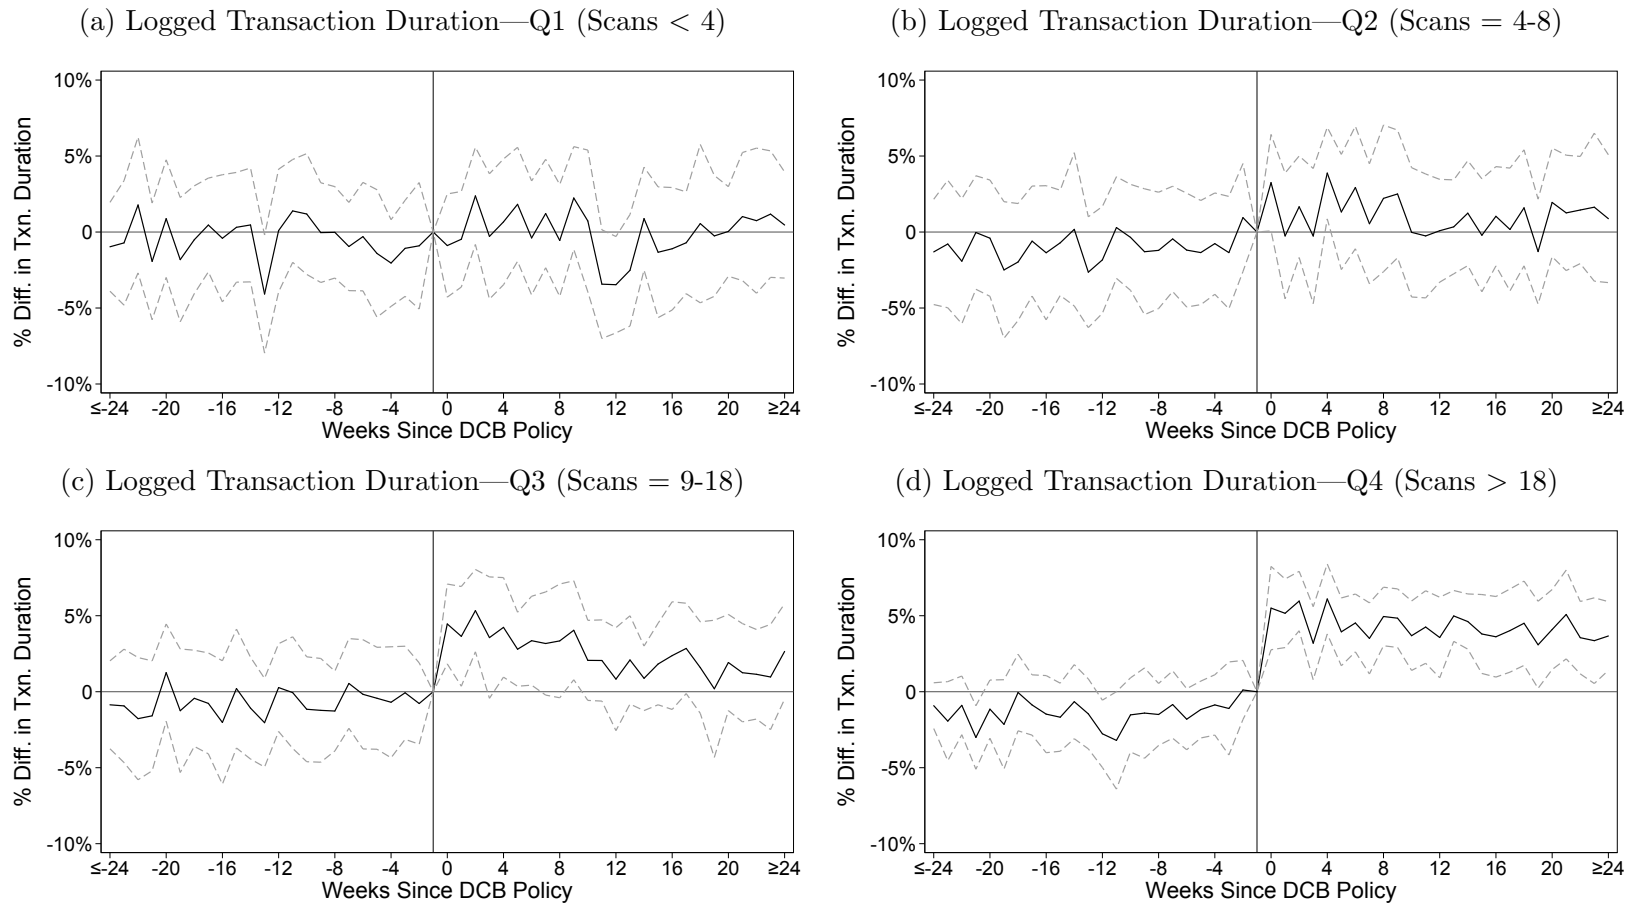 (a) Logged Transaction Duration—Q1 (Scans < 4)
10%
5%
0
-5%
-10%
% Diff. in Txn. Duration
≤-24 -20 -16 -12 -8 -4 0 4 8 12 16 20 ≥24
Weeks Since DCB Policy
(b) Logged Transaction Duration—Q2 (Scans = 4-8)
10%
5%
0
-5%
-10%
% Diff. in Txn. Duration
≤-24 -20 -16 -12 -8 -4 0 4 8 12 16 20 ≥24
Weeks Since DCB Policy
(c) Logged Transaction Duration—Q3 (Scans = 9-18)
10%
5%
0
-5%
-10%
% Diff. in Txn. Duration
≤-24 -20 -16 -12 -8 -4 0 4 8 12 16 20 ≥24
Weeks Since DCB Policy
(d) Logged Transaction Duration—Q4 (Scans > 18)
10%
5%
0
-5%
-10%
% Diff. in Txn. Duration
≤-24 -20 -16 -12 -8 -4 0 4 8 12 16 20 ≥24
Weeks Since DCB Policy